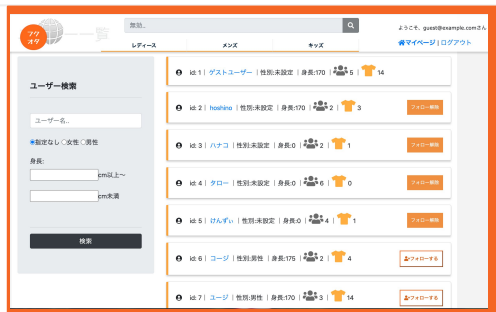 フク
オタ
無効..
ようこそ、guest@example.comさん
レディース メンズ キッズ
マイページ | ログアウト
ユーザー検索
ユーザー名..
指定なし 女性 男性
身長:
cm以上～
cm未満
検索
id: 1 | ゲストユーザー | 性別:未設定 | 身長:170 | 5 | 14
id: 2 | hoshino | 性別:未設定 | 身長:170 | 2 | 3
フォロー解除
id: 3 | ハナコ | 性別:未設定 | 身長:0 | 2 | 1
フォロー解除
id: 4 | タロー | 性別:未設定 | 身長:0 | 6 | 0
フォロー解除
id: 5 | けんずぃ | 性別:未設定 | 身長:0 | 4 | 1
フォロー解除
id: 6 | コージ | 性別:男性 | 身長:175 | 2 | 4
フォローする
id: 7 | ユージ | 性別:男性 | 身長:170 | 3 | 14
フォローする